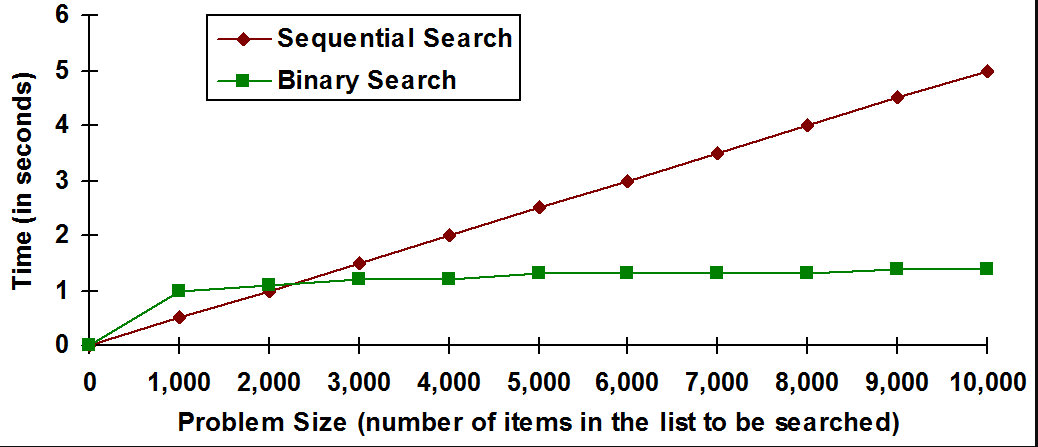 6
Sequential Search
Binary Search
5
4
3
2
1
0
Time (in seconds)
0 1,000 2,000 3,000 4,000 5,000 6,000 7,000 8,000 9,000 10,000
Problem Size (number of items in the list to be searched)